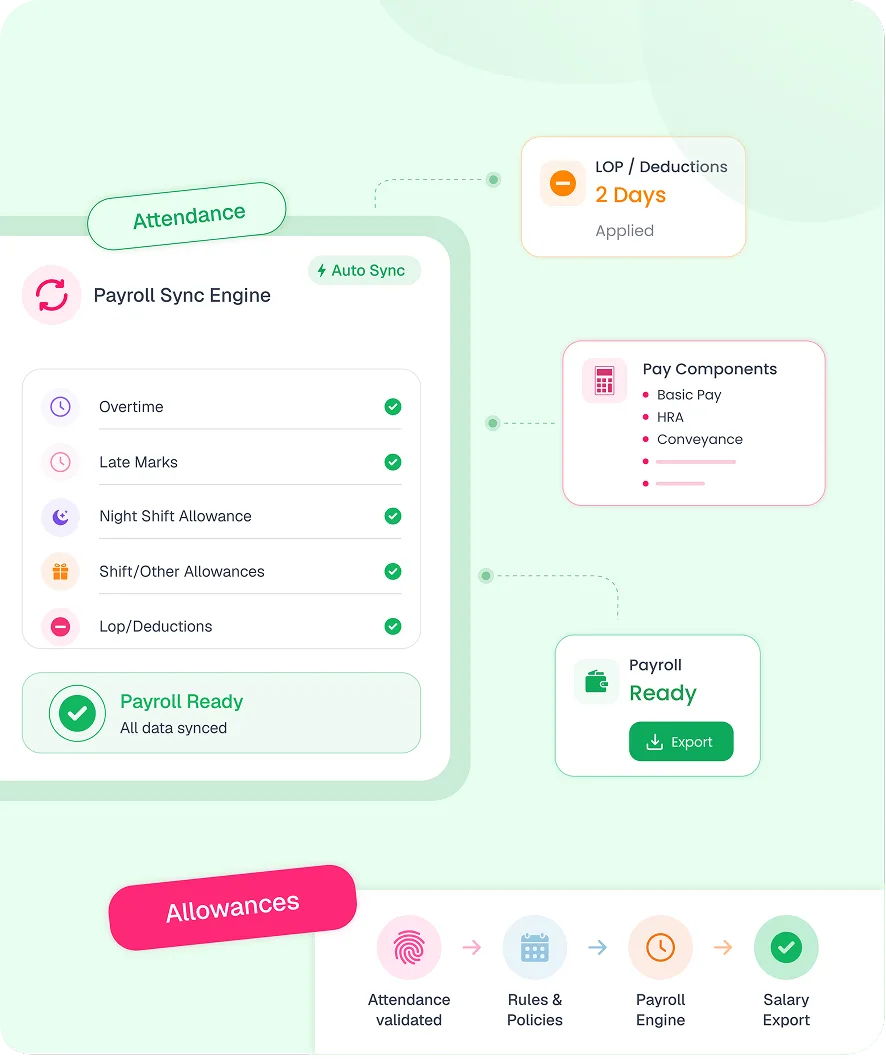 Attendance
Auto Sync
Payroll Sync Engine
Overtime
Late Marks
Night Shift Allowance
Shift/Other Allowances
Lop/Deductions
Payroll Ready
All data synced
LOP / Deductions
2 Days
Applied
Pay Components
Basic Pay
HRA
Conveyance
Payroll
Ready
Export
Allowances
Attendance
validated
Rules &
Policies
Payroll
Engine
Salary
Export